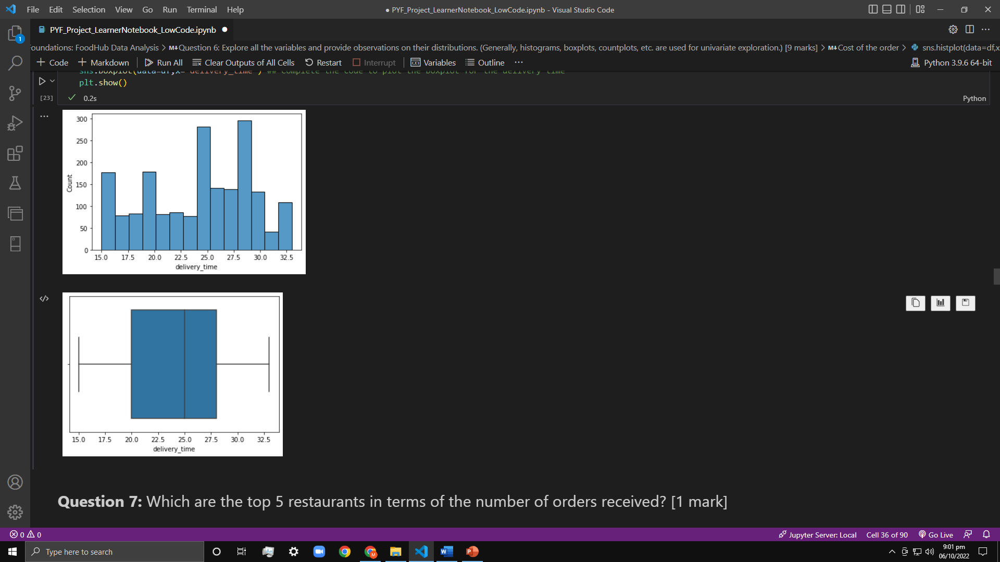 File Edit Selection View Go Run Terminal Help
● PYF_Project_LearnerNotebook_LowCode.ipynb - Visual Studio Code
PYF_Project_LearnerNotebook_LowCode.ipynb ●
oundations: FoodHub Data Analysis > M↓Question 6: Explore all the variables and provide observations on their distributions. (Generally, histograms, boxplots, countplots, etc. are used for univariate exploration.) [9 marks] > M↓Cost of the order > sns.histplot(data=df,x
+ Code + Markdown Run All Clear Outputs of All Cells Restart Interrupt Variables Outline ··· Python 3.9.6 64-bit
sns.boxplot(data=df,x='delivery_time') ## Complete the code to plot the boxplot for the delivery time
plt.show()
[23] ✓ 0.2s Python
300
250
200
150
100
50
0
Count
15.0 17.5 20.0 22.5 25.0 27.5 30.0 32.5
delivery_time
15.0 17.5 20.0 22.5 25.0 27.5 30.0 32.5
delivery_time
Question 7: Which are the top 5 restaurants in terms of the number of orders received? [1 mark]
0 0 Jupyter Server: Local Cell 36 of 90 Go Live
Type here to search
9:01 pm
06/10/2022
1